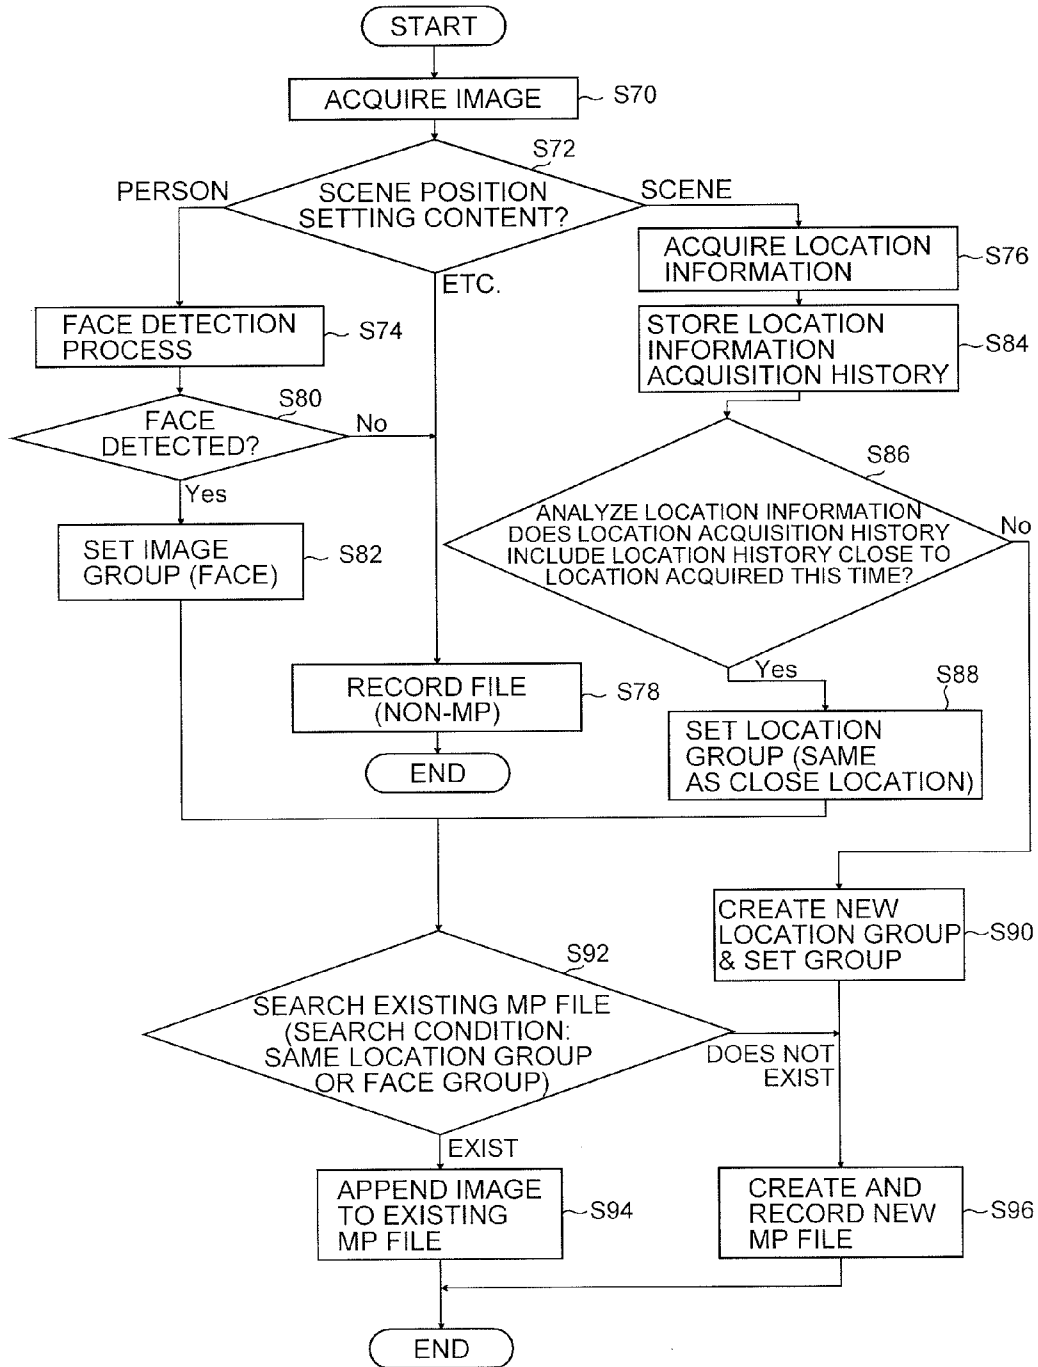 START
ACQUIRE IMAGE
S70
S72
PERSON
SCENE POSITION
SETTING CONTENT?
SCENE
ETC.
ACQUIRE LOCATION
INFORMATION
S76
FACE DETECTION
PROCESS
S74
STORE LOCATION
INFORMATION
ACQUISITION HISTORY
S84
S80
FACE
DETECTED?
No
Yes
S86
ANALYZE LOCATION INFORMATION
DOES LOCATION ACQUISITION HISTORY
INCLUDE LOCATION HISTORY CLOSE TO
LOCATION ACQUIRED THIS TIME?
No
Yes
SET IMAGE
GROUP (FACE)
S82
RECORD FILE
(NON-MP)
S78
END
S88
SET LOCATION
GROUP (SAME
AS CLOSE LOCATION)
CREATE NEW
LOCATION GROUP
& SET GROUP
S90
S92
SEARCH EXISTING MP FILE
(SEARCH CONDITION:
SAME LOCATION GROUP
OR FACE GROUP)
DOES NOT
EXIST
EXIST
APPEND IMAGE
TO EXISTING
MP FILE
S94
CREATE AND
RECORD NEW
MP FILE
S96
END